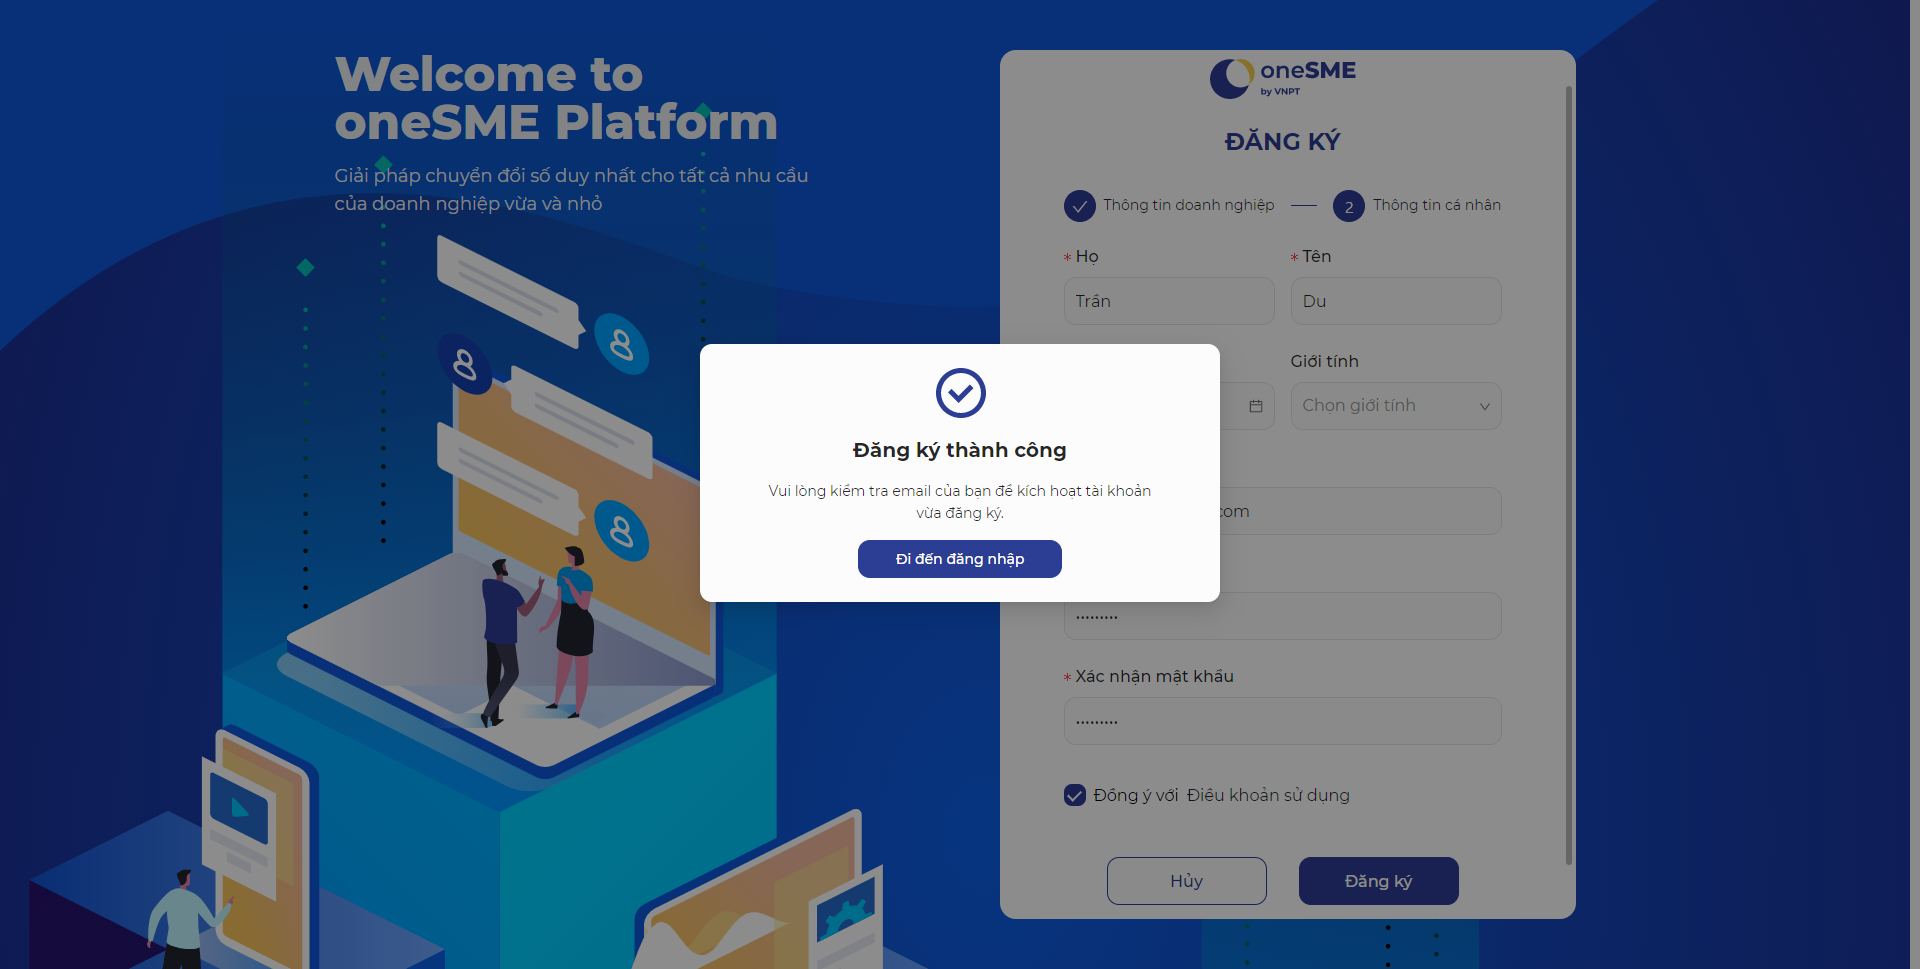 Welcome to
oneSME Platform
Giải pháp chuyển đổi số duy nhất cho tất cả nhu cầu
của doanh nghiệp vừa và nhỏ
oneSME
by VNPT
ĐĂNG KÝ
Thông tin doanh nghiệp
2 Thông tin cá nhân
* Họ
* Tên
Trần
Du
Giới tính
Chọn giới tính
com
* Xác nhận mật khẩu
Đồng ý với Điều khoản sử dụng
Hủy
Đăng ký
Đăng ký thành công
Vui lòng kiểm tra email của bạn để kích hoạt tài khoản
vừa đăng ký.
Đi đến đăng nhập